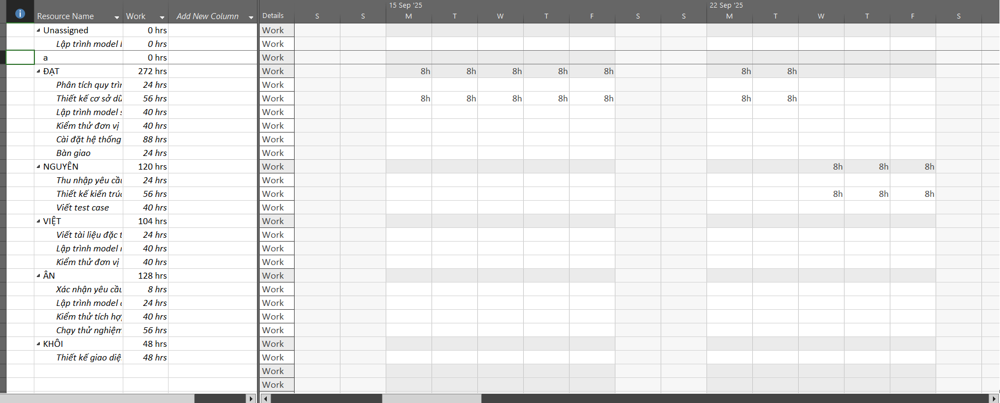 15 Sep '25 22 Sep '25
Resource Name Work Add New Column Details S S M T W T F S S M T W T F S
Unassigned 0 hrs Work
Lập trình model 0 hrs Work
a 0 hrs Work
ĐẠT 272 hrs Work 8h 8h 8h 8h 8h 8h 8h
Phân tích quy 24 hrs Work
Thiết kế cơ sở 56 hrs Work 8h 8h 8h 8h 8h 8h 8h
Lập trình model 40 hrs Work
Kiểm thử đơn vị 40 hrs Work
Cài đặt hệ thống 88 hrs Work
Bàn giao 24 hrs Work
NGUYÊN 120 hrs Work 8h 8h 8h
Thu nhập yêu 24 hrs Work
Thiết kế kiến 56 hrs Work 8h 8h 8h
Viết test case 40 hrs Work
VIỆT 104 hrs Work
Viết tài liệu đặc 24 hrs Work
Lập trình model 40 hrs Work
Kiểm thử đơn vị 40 hrs Work
ÂN 128 hrs Work
Xác nhận yêu 8 hrs Work
Lập trình model 24 hrs Work
Kiểm thử tích 40 hrs Work
Chạy thử 56 hrs Work
KHÔI 48 hrs Work
Thiết kế giao 48 hrs Work
Work
Work